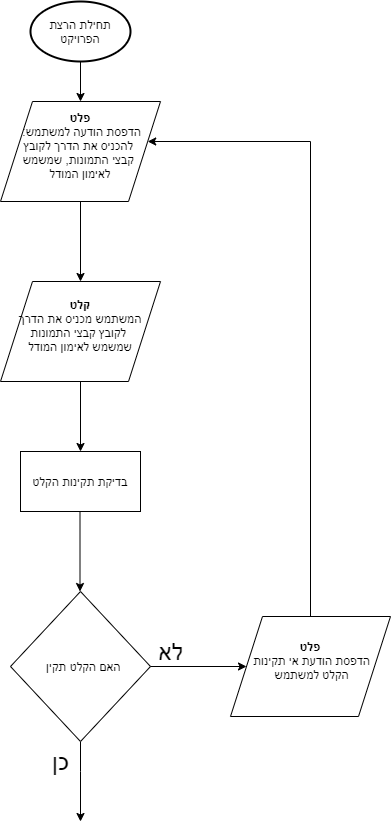 תחילת הרצת
הפרויקט
פלט
הדפסת הודעה למשתמש:
להכניס את הדרך לקובץ
קבצי התמונות, שמשמש
לאימון המודל
קלט
המשתמש מכניס את הדרך
לקובץ קבצי התמונות
שמשמש לאימון המודל
בדיקת תקינות הקלט
האם הקלט תקין
לא
פלט
הדפסת הודעת אי תקינות
הקלט למשתמש
כן